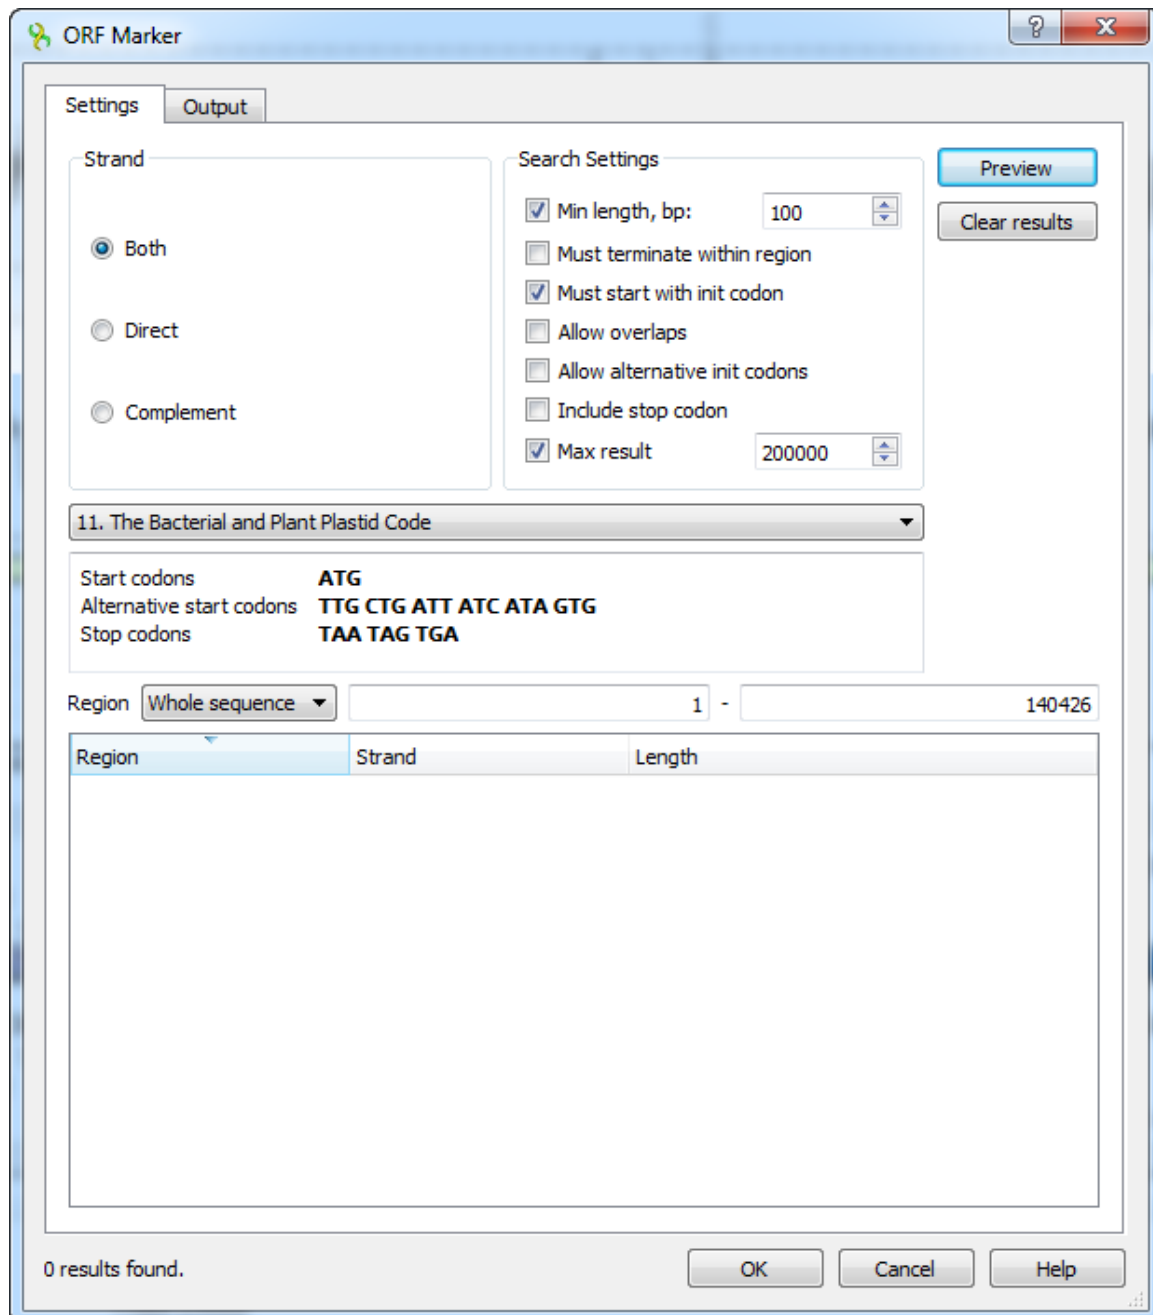 ORF Marker
Settings Output
Strand
Both
Direct
Complement
Search Settings
Min length, bp: 100
Must terminate within region
Must start with init codon
Allow overlaps
Allow alternative init codons
Include stop codon
Max result 200000
Preview
Clear results
11. The Bacterial and Plant Plastid Code
Start codons ATG
Alternative start codons TTG CTG ATT ATC ATA GTG
Stop codons TAA TAG TGA
Region Whole sequence 1 - 140426
Region Strand Length
0 results found. OK Cancel Help